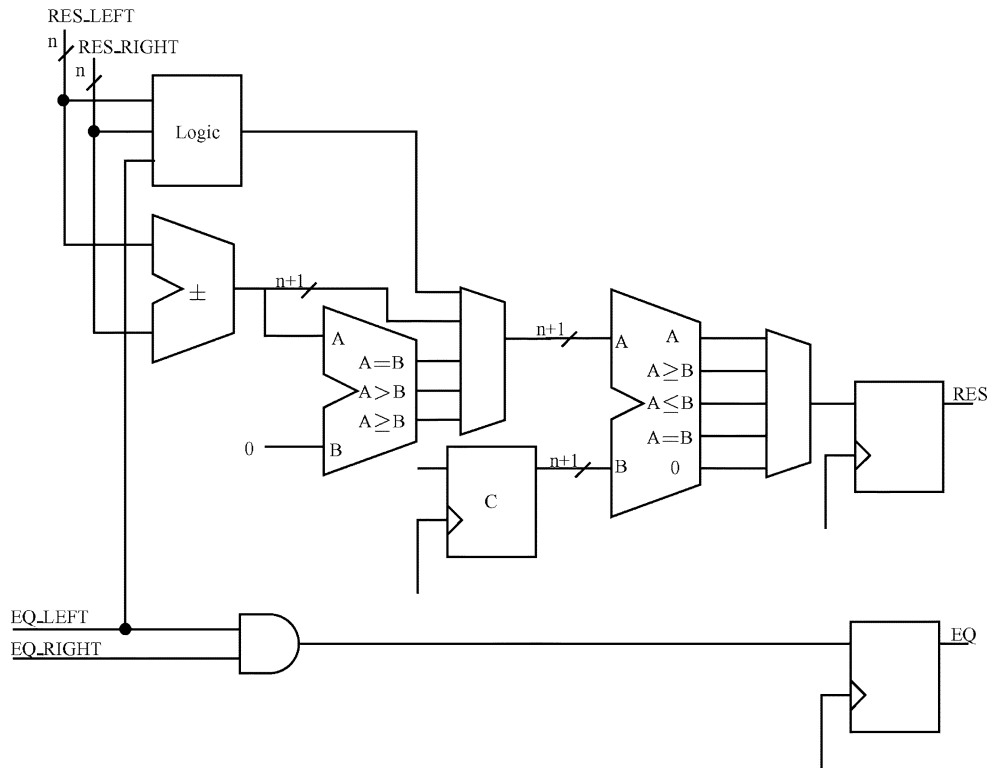 RES_LEFT
n
RES_RIGHT
n
Logic
±
n+1
A
A=B
A>B
A≥B
0
B
n+1
A
A
A≥B
A≤B
A=B
B
0
n+1
C
RES
EQ_LEFT
EQ_RIGHT
EQ